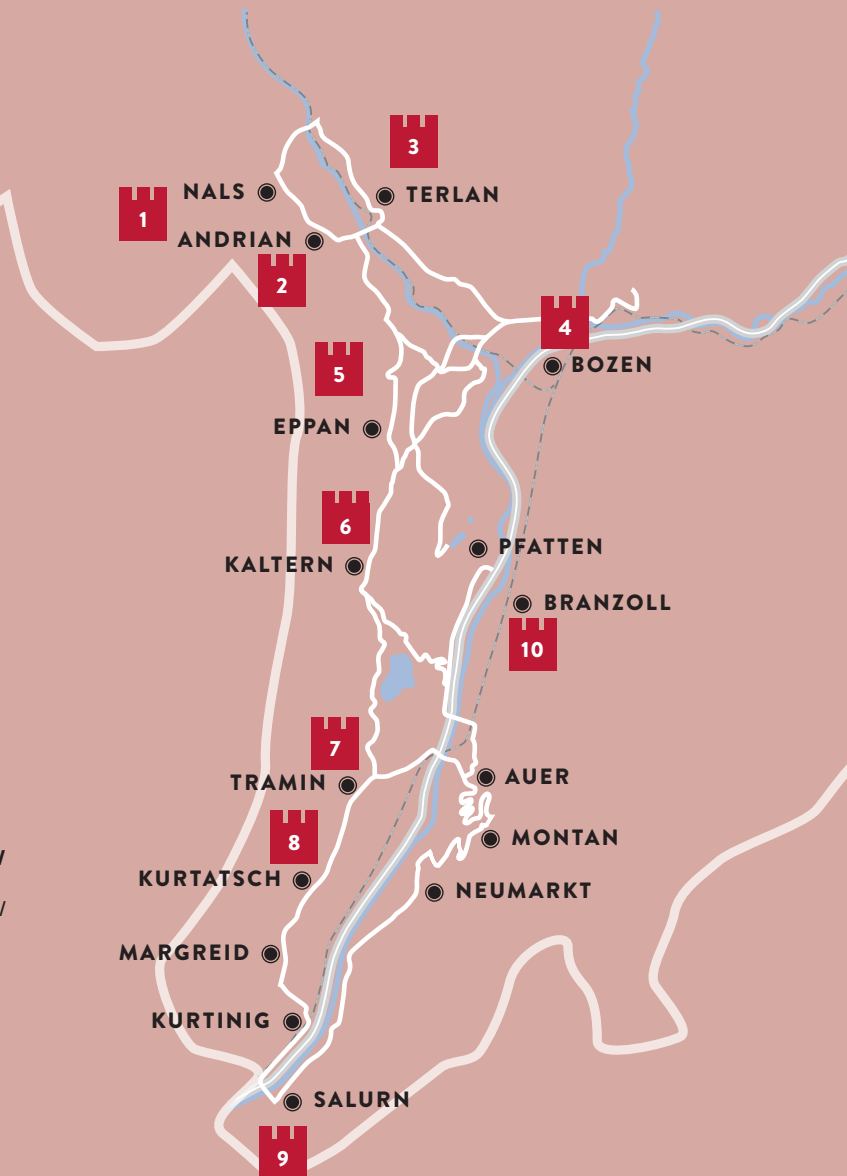 3
NALS
TERLAN
1
ANDRIAN
2
4
BOZEN
5
EPPAN
6
PFATTEN
KALTERN
BRANZOLL
10
7
TRAMIN
AUER
8
MONTAN
KURTATSCH
NEUMARKT
MARGREID
KURTINIG
SALURN
9